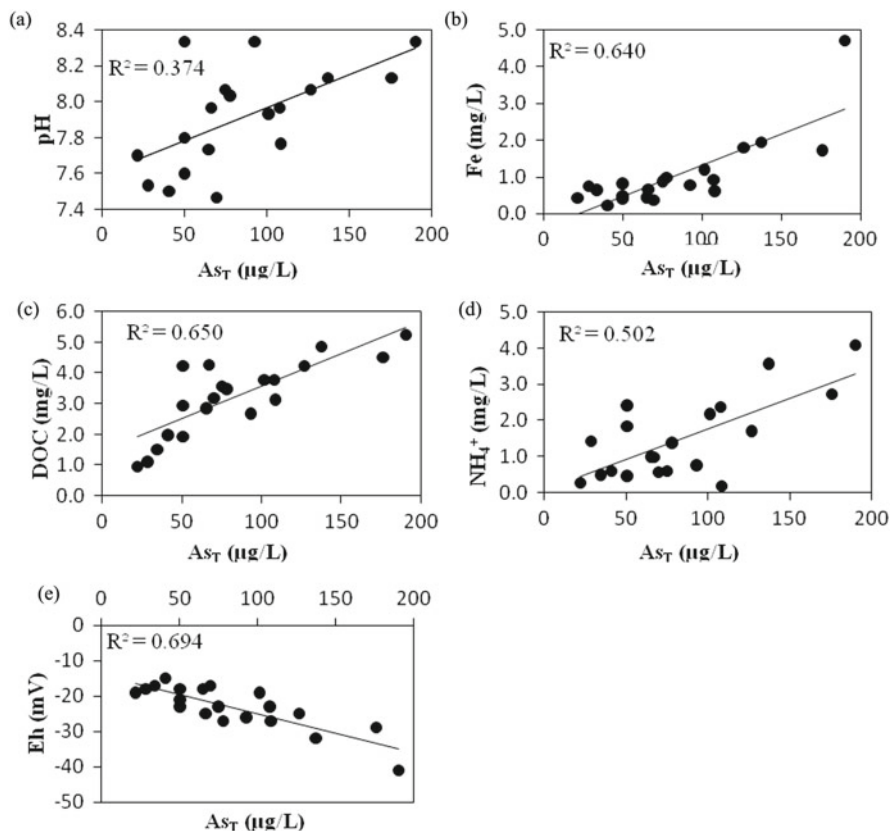 (a)
8.4
8.2
8.0
7.8
7.6
7.4
pH
R² = 0.374
0 50 100 150 200
As_T (µg/L)
(b)
5.0
4.0
3.0
2.0
1.0
0.0
Fe (mg/L)
R² = 0.640
0 50 100 150 200
As_T (µg/L)
(c)
6.0
5.0
4.0
3.0
2.0
1.0
0.0
DOC (mg/L)
R² = 0.650
0 50 100 150 200
As_T (µg/L)
(d)
5.0
4.0
3.0
2.0
1.0
0.0
NH₄⁺ (mg/L)
R² = 0.502
0 50 100 150 200
As_T (µg/L)
(e)
0 50 100 150 200
0
-10
-20
-30
-40
-50
Eh (mV)
R² = 0.694
As_T (µg/L)